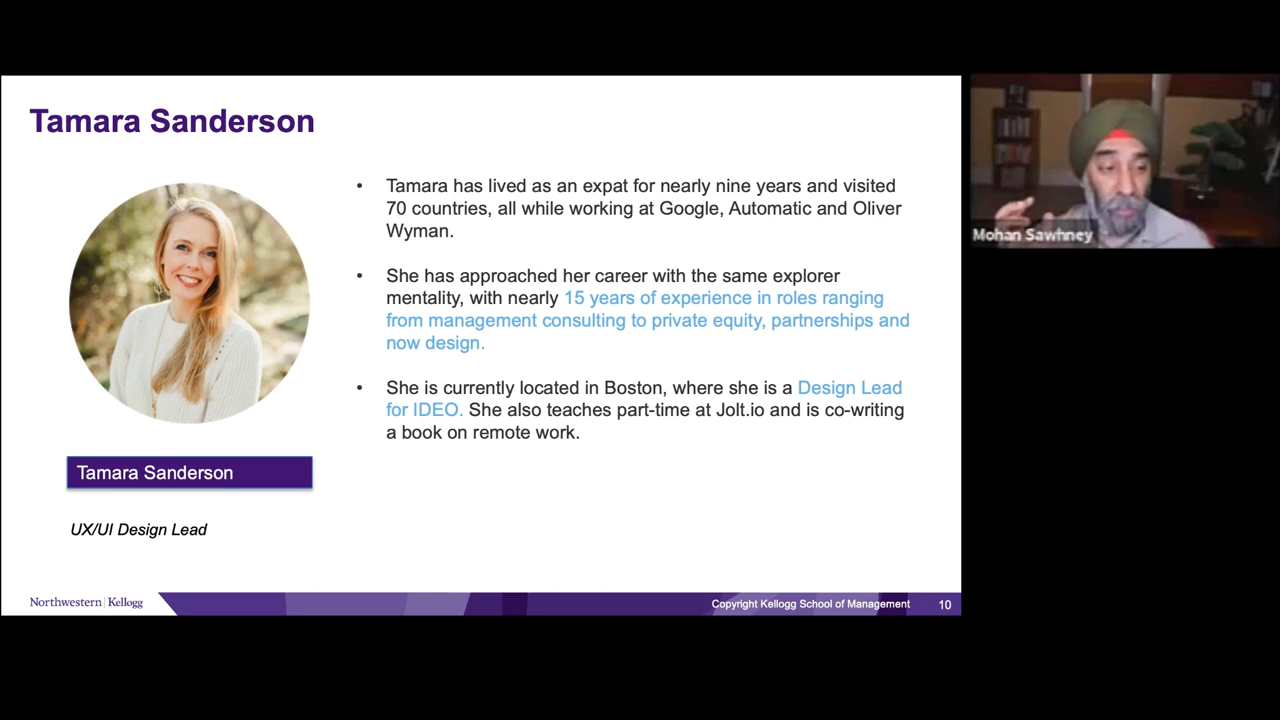 Tamara Sanderson
• Tamara has lived as an expat for nearly nine years and visited
70 countries, all while working at Google, Automatic and Oliver
Wyman.
• She has approached her career with the same explorer
mentality, with nearly 15 years of experience in roles ranging
from management consulting to private equity, partnerships and
now design.
• She is currently located in Boston, where she is a Design Lead
for IDEO. She also teaches part-time at Jolt.io and is co-writing
a book on remote work.
Tamara Sanderson
UX/UI Design Lead
Northwestern | Kellogg
Copyright Kellogg School of Management
10
Mohan Sawhney